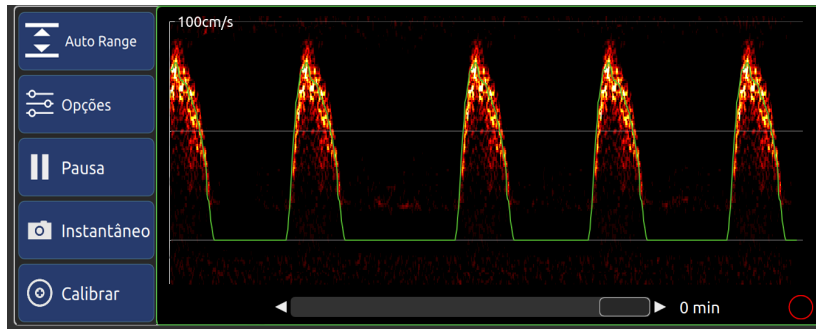 100cm/s
Auto Range
Opções
Pausa
Instantâneo
Calibrar
0 min